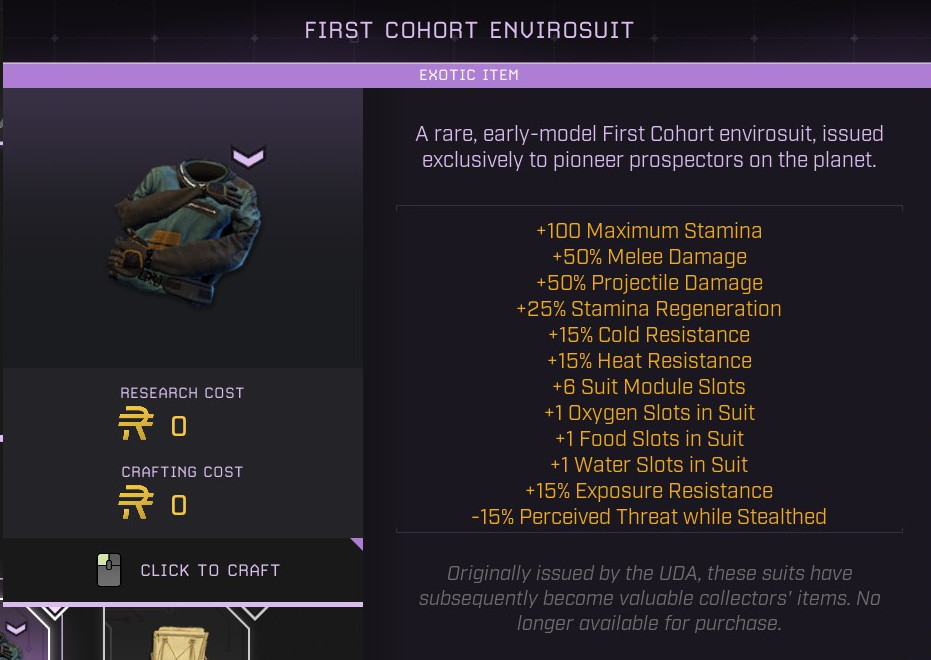 FIRST COHORT ENVIROSUIT
EXOTIC ITEM
A rare, early-model First Cohort envirosuit, issued
exclusively to pioneer prospectors on the planet.
+100 Maximum Stamina
+50% Melee Damage
+50% Projectile Damage
+25% Stamina Regeneration
+15% Cold Resistance
+15% Heat Resistance
+6 Suit Module Slots
+1 Oxygen Slots in Suit
+1 Food Slots in Suit
+1 Water Slots in Suit
+15% Exposure Resistance
-15% Perceived Threat while Stealthed
Originally issued by the UDA, these suits have
subsequently become valuable collectors' items. No
longer available for purchase.
RESEARCH COST
0
CRAFTING COST
0
CLICK TO CRAFT